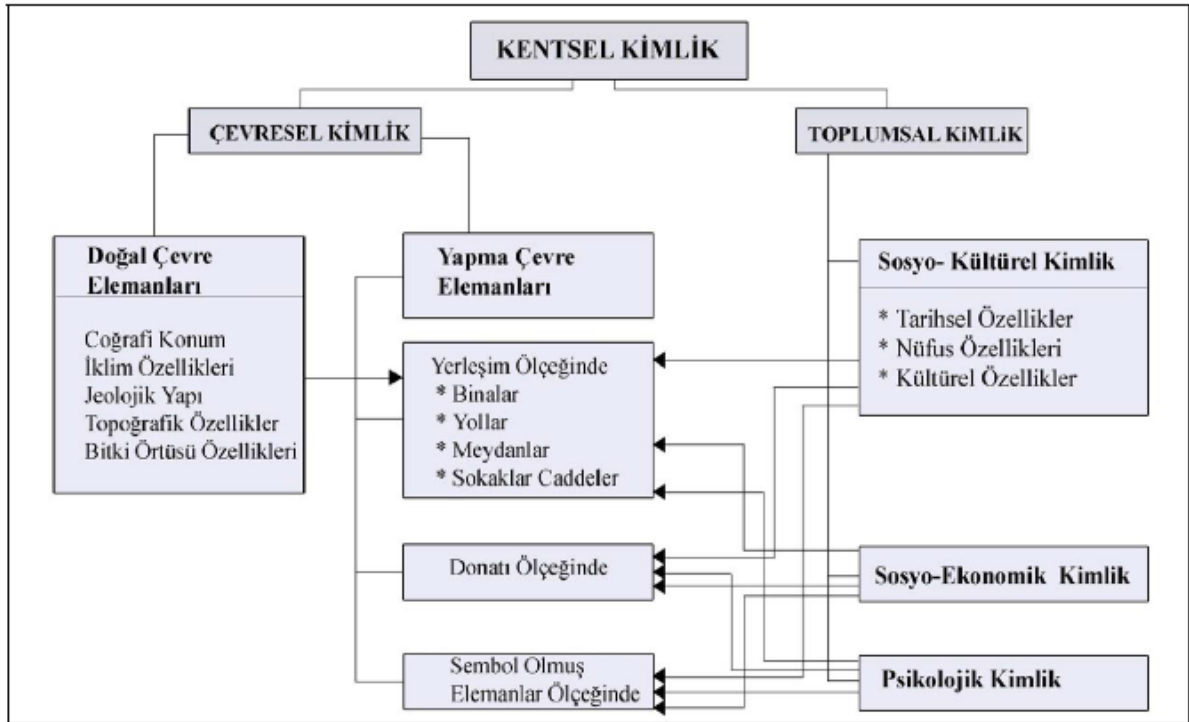 KENTSEL KİMLİK
ÇEVRESEL KİMLİK
TOPLUMSAL KiMLiK
Doğal Çevre
Elemanları
Coğrafi Konum
İklim Özellikleri
Jeolojik Yapı
Topoğrafik Özellikler
Bitki Örtüsü Özellikleri
Yapma Çevre
Elemanları
Yerleşim Ölçeğinde
* Binalar
* Yollar
* Meydanlar
* Sokaklar Caddeler
Donatı Ölçeğinde
Sembol Olmuş
Elemanlar Ölçeğinde
Sosyo- Kültürel Kimlik
* Tarihsel Özellikler
* Nüfus Özellikleri
* Kültürel Özellikler
Sosyo-Ekonomik Kimlik
Psikolojik Kimlik